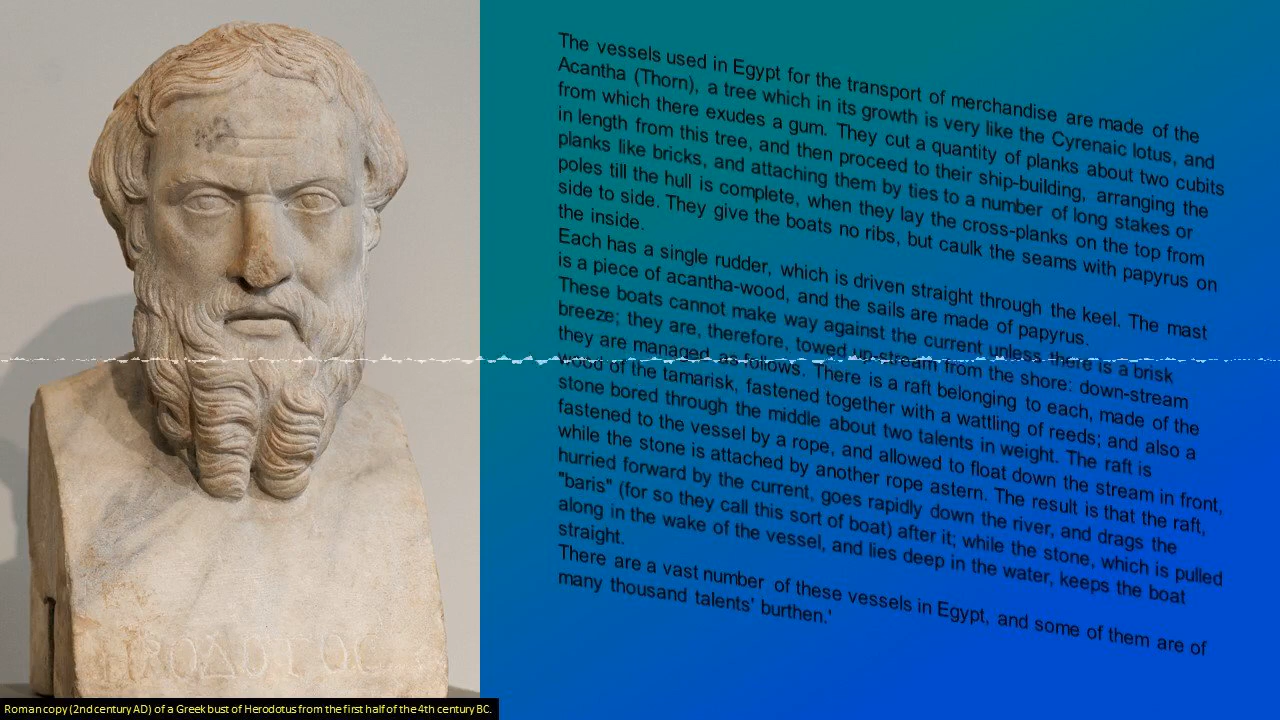 The vessels used in Egypt for the transport of merchandise are made of the
Acantha (Thorn), a tree which in its growth is very like the Cyrenaic lotus, and
from which there exudes a gum. They cut a quantity of planks about two cubits
in length from this tree, and then proceed to their ship-building, arranging the
planks like bricks, and attaching them by ties to a number of long stakes or
poles till the hull is complete, when they lay the cross-planks on the top from
side to side. They give the boats no ribs, but caulk the seams with papyrus on
the inside.
Each has a single rudder, which is driven straight through the keel. The mast
is a piece of acantha-wood, and the sails are made of papyrus.
These boats cannot make way against the current unless there is a brisk
breeze; they are, therefore, towed up-stream from the shore: down-stream
they are managed as follows. There is a raft belonging to each, made of the
wood of the tamarisk, fastened together with a wattling of reeds; and also a
stone bored through the middle about two talents in weight. The raft is
fastened to the vessel by a rope, and allowed to float down the stream in front,
while the stone is attached by another rope astern. The result is that the raft,
hurried forward by the current, goes rapidly down the river, and drags the
"baris" (for so they call this sort of boat) after it; while the stone, which is pulled
along in the wake of the vessel, and lies deep in the water, keeps the boat
straight.
There are a vast number of these vessels in Egypt, and some of them are of
many thousand talents' burthen.'
ΗΡΟΔΟΤΟΣ
Roman copy (2nd century AD) of a Greek bust of Herodotus from the first half of the 4th century BC.